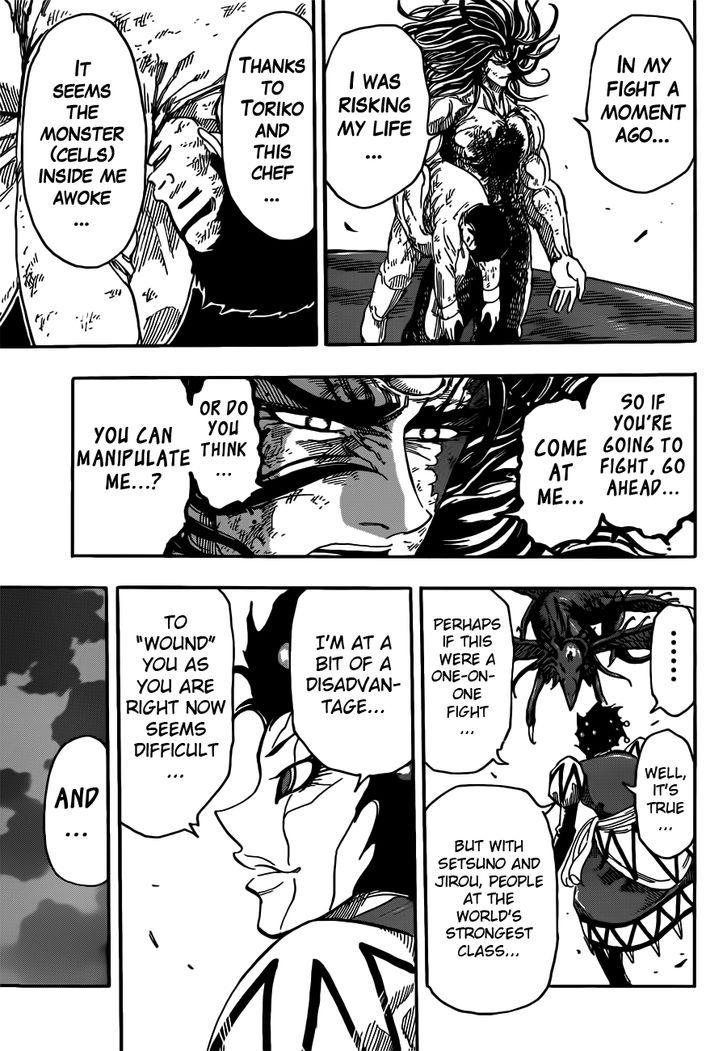 IN MY
FIGHT A
MOMENT
AGO...
I WAS
RISKING
MY LIFE
...
THANKS
TO
TORIKO
AND
THIS
CHEF
...
IT
SEEMS
THE
MONSTER
(CELLS)
INSIDE ME
AWOKE
...
SO IF
YOU'RE
GOING TO
FIGHT, GO
AHEAD...
COME
AT
ME...
OR DO
YOU
THINK
...
YOU CAN
MANIPULATE
ME...?
......
WELL,
IT'S
TRUE
...
PERHAPS
IF THIS
WERE A
ONE-ON-
ONE
FIGHT
...
BUT WITH
SETSUNO AND
JIROU, PEOPLE
AT THE
WORLD'S
STRONGEST
CLASS...
I'M AT A
BIT OF A
DISADVAN-
TAGE...
TO
"WOUND"
YOU AS
YOU ARE
RIGHT NOW
SEEMS
DIFFICULT
...
AND
...